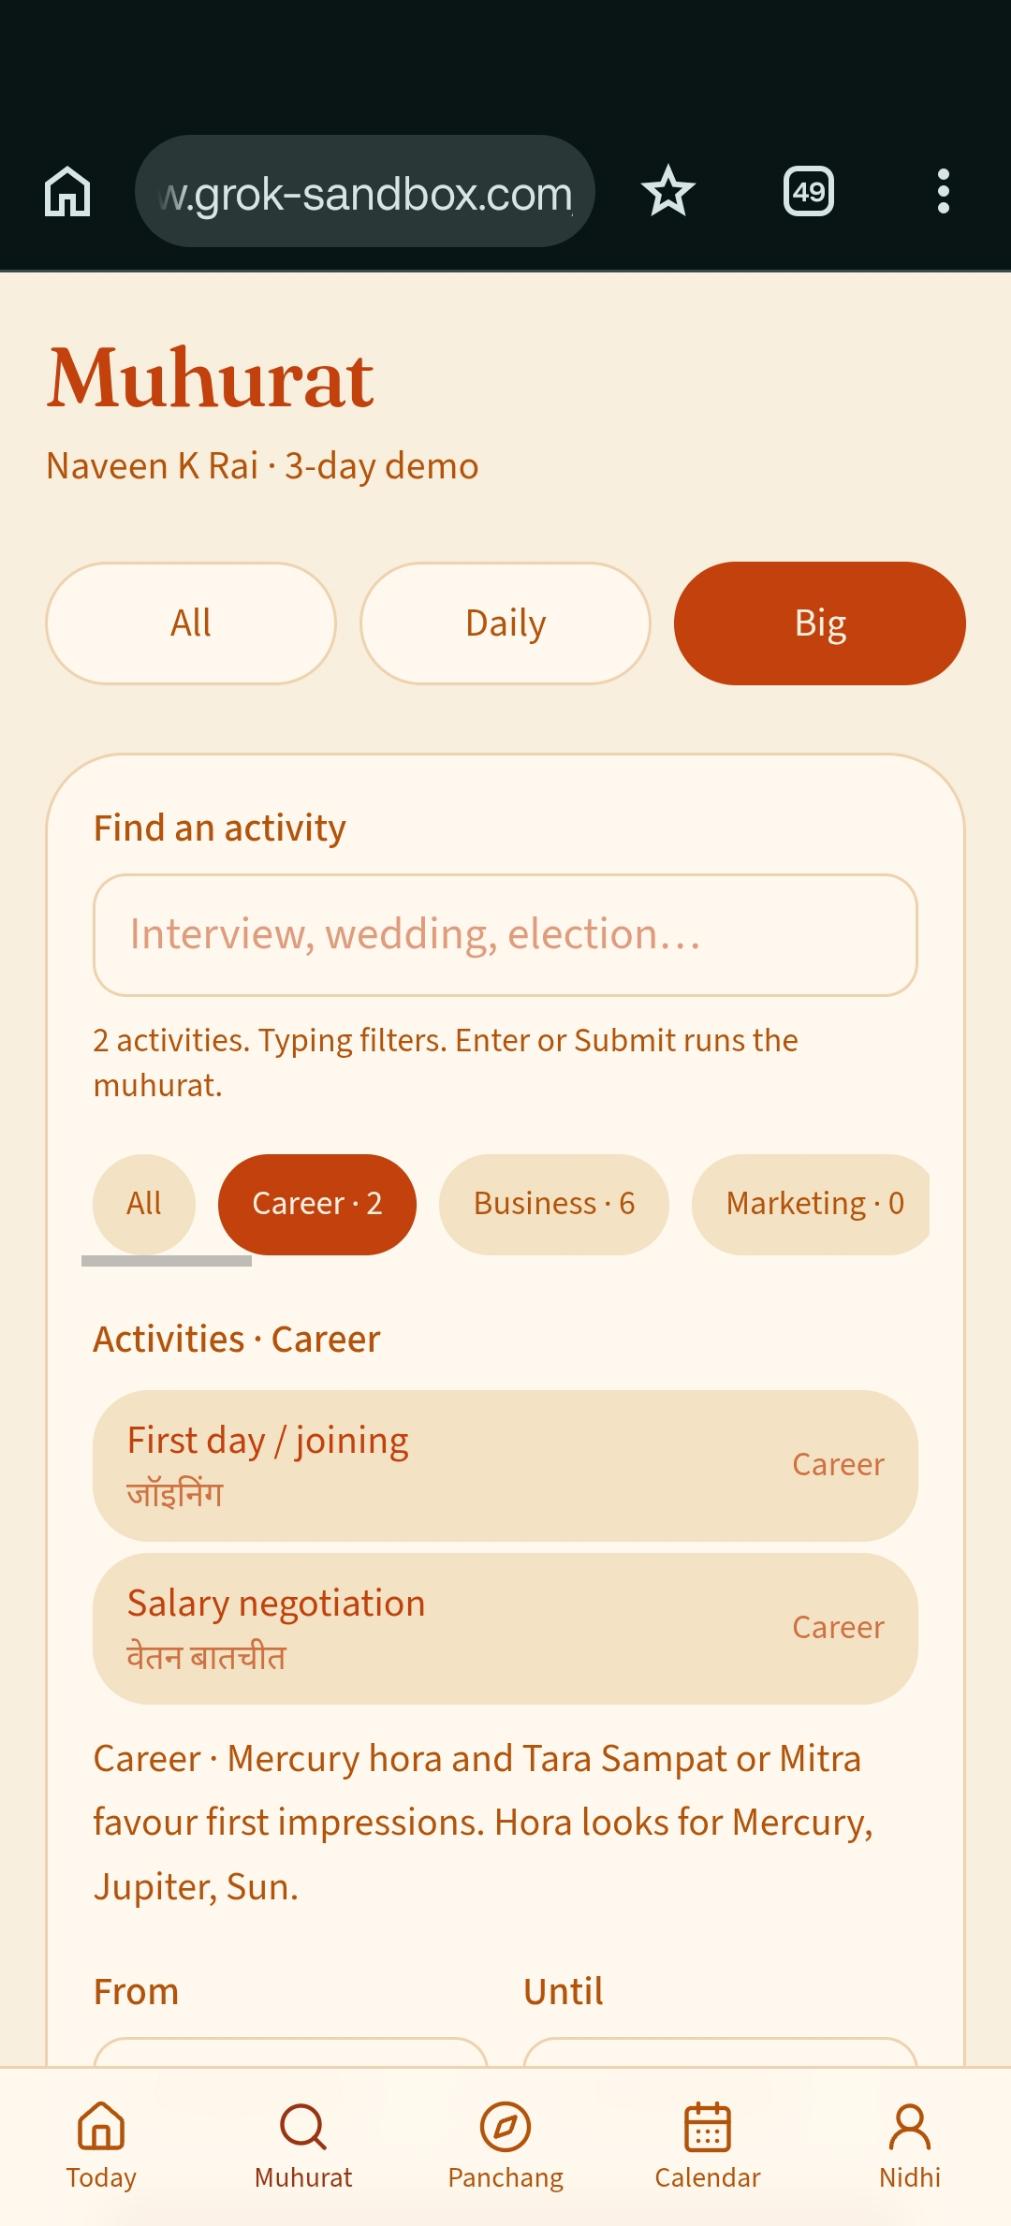 w.grok-sandbox.com
49
Muhurat
Naveen K Rai · 3-day demo
All
Daily
Big
Find an activity
Interview, wedding, election…
2 activities. Typing filters. Enter or Submit runs the
muhurat.
All
Career · 2
Business · 6
Marketing · 0
Activities · Career
First day / joining
जॉइनिंग
Career
Salary negotiation
वेतन बातचीत
Career
Career · Mercury hora and Tara Sampat or Mitra
favour first impressions. Hora looks for Mercury,
Jupiter, Sun.
From
Until
Today
Muhurat
Panchang
Calendar
Nidhi